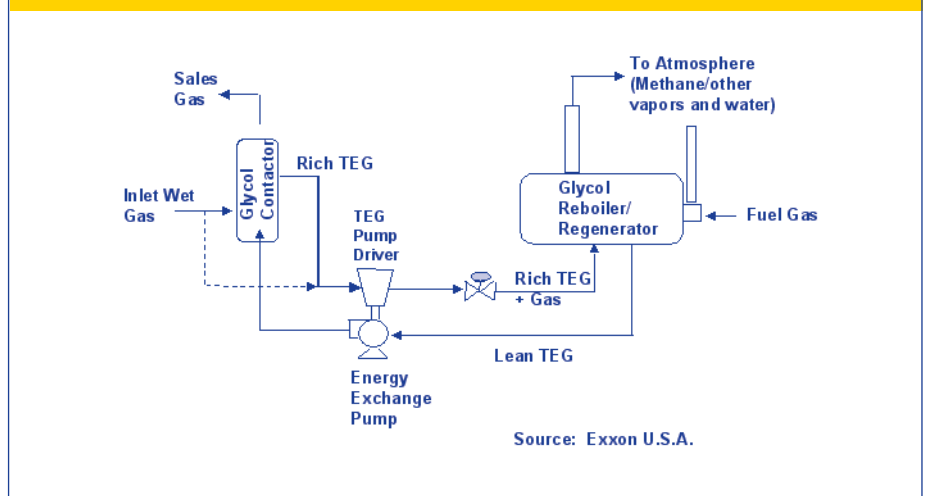 To Atmosphere
(Methane/other
vapors and water)
Sales
Gas
Glycol
Contactor
Rich TEG
Inlet Wet
Gas
TEG
Pump
Driver
Glycol
Reboiler/
Regenerator
Fuel Gas
Rich TEG
+ Gas
Lean TEG
Energy
Exchange
Pump
Source: Exxon U.S.A.